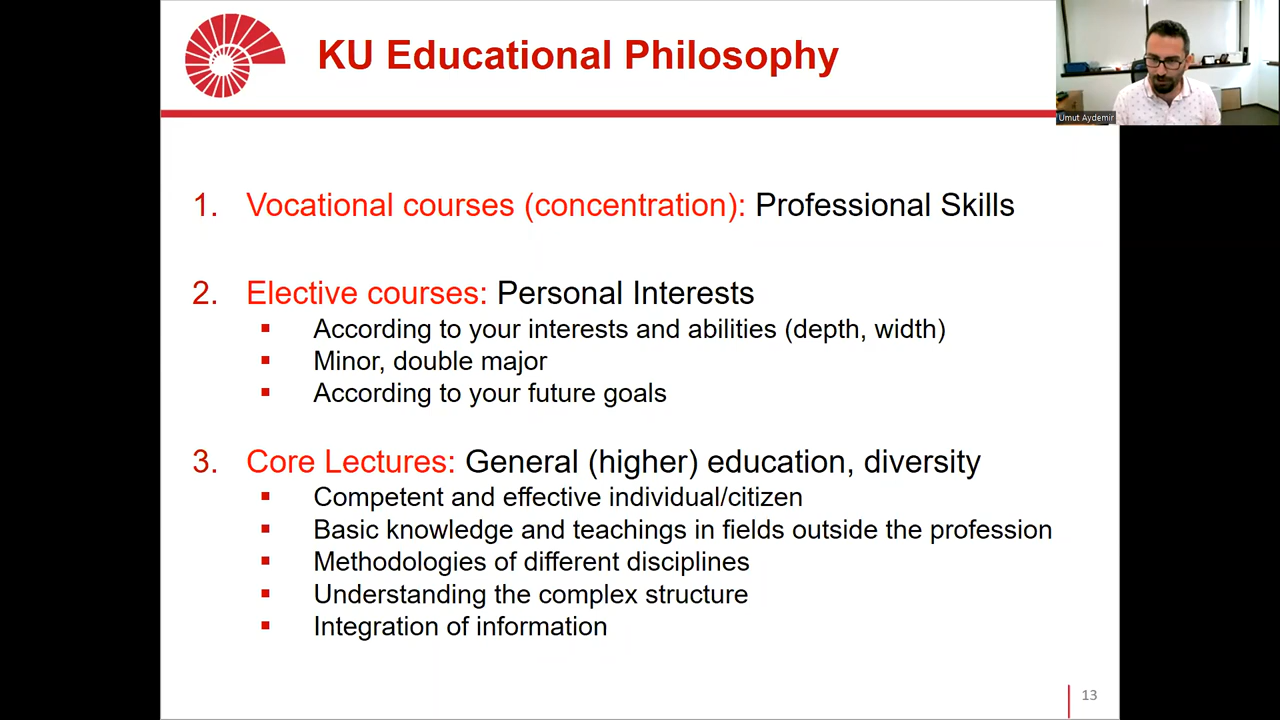 KU Educational Philosophy
Umut Aydemir
1. Vocational courses (concentration): Professional Skills
2. Elective courses: Personal Interests
▪ According to your interests and abilities (depth, width)
▪ Minor, double major
▪ According to your future goals
3. Core Lectures: General (higher) education, diversity
▪ Competent and effective individual/citizen
▪ Basic knowledge and teachings in fields outside the profession
▪ Methodologies of different disciplines
▪ Understanding the complex structure
▪ Integration of information
13